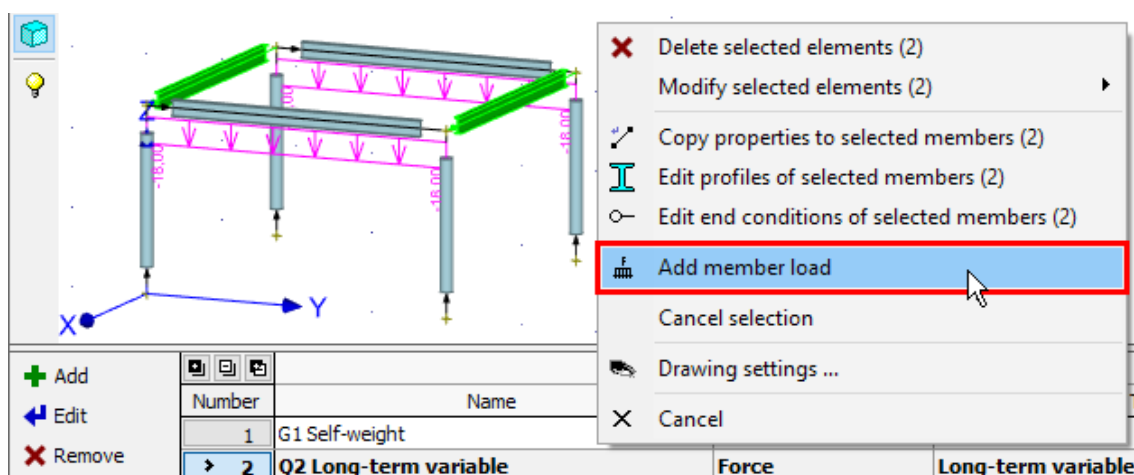 Delete selected elements (2)
Modify selected elements (2)
Copy properties to selected members (2)
Edit profiles of selected members (2)
Edit end conditions of selected members (2)
F
Add member load
Cancel selection
Drawing settings ...
Cancel
Z
-18.00
-18.00
-18.00
X
Y
Add
Edit
Remove
Number Name
1 G1 Self-weight
2 Q2 Long-term variable Force Long-term variable